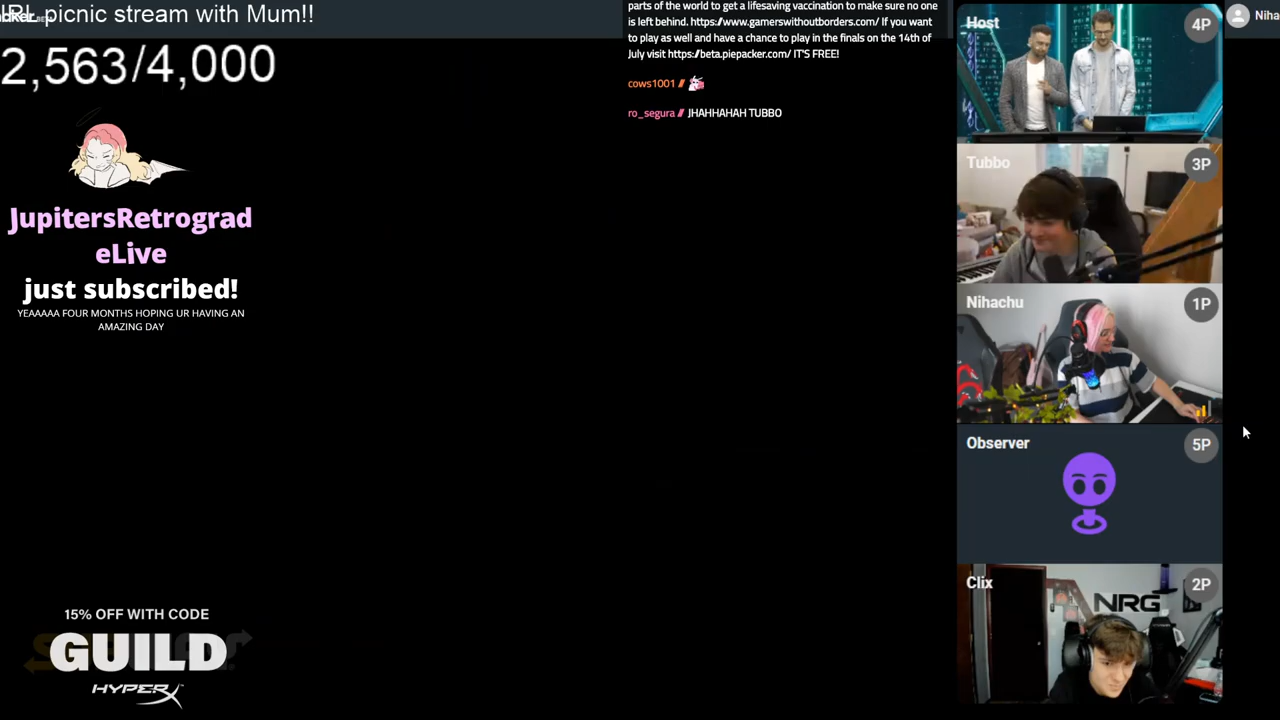 IRL picnic stream with Mum!!
2,563/4,000
JupitersRetrograd
eLive
just subscribed!
YEAAAAA FOUR MONTHS HOPING UR HAVING AN
AMAZING DAY
15% OFF WITH CODE
GUILD
HYPERX
parts of the world to get a lifesaving vaccination to make sure no one
is left behind. https://www.gamerswithoutborders.com/ If you want
to play as well and have a chance to play in the finals on the 14th of
July visit https://beta.piepacker.com/ IT'S FREE!
cows1001 //
ro_segura // JHAHHAHAH TUBBO
Host 4P
Tubbo 3P
Nihachu 1P
Observer 5P
Clix 2P
NRG
Niha